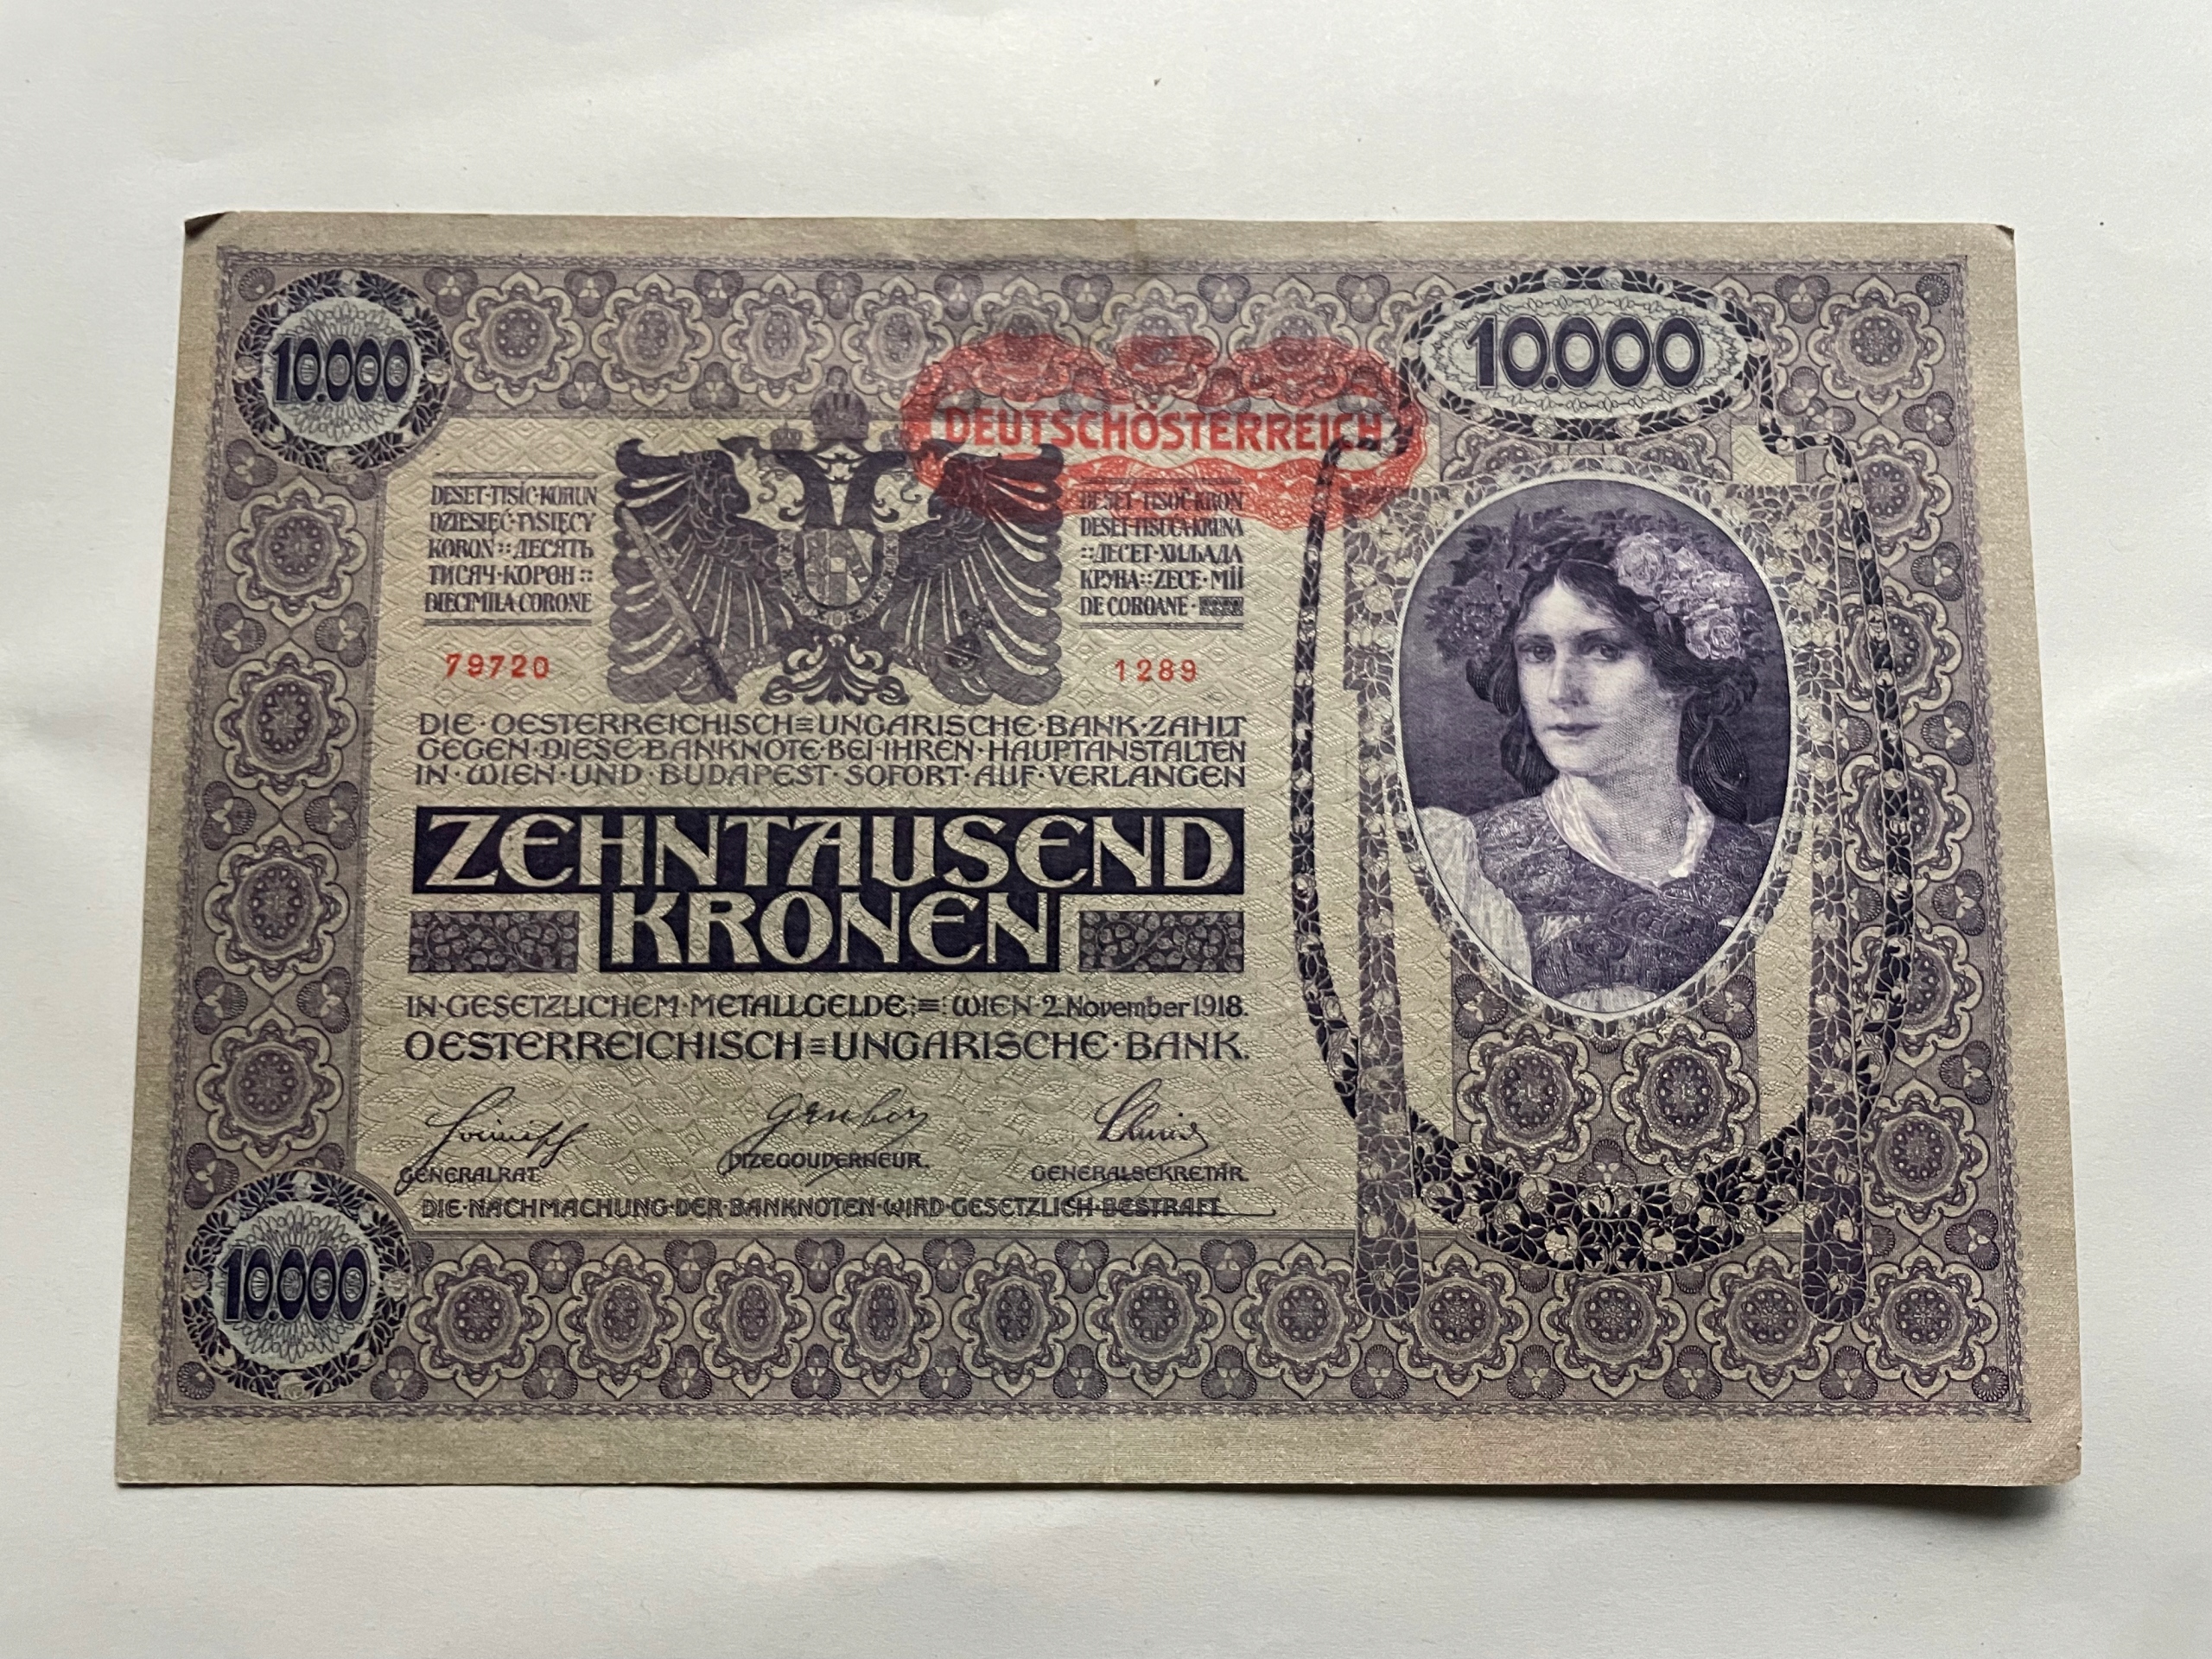 10.000
10.000
DEUTSCHÖSTERREICH
DESET·TISÍC·KORUN
DZIESIĘĆ·TYSIĘCY
KORON::ДЕСЯТЬ
ТИСЯЧ·КОРОН::
DIECIMILA CORONE
DESET·TISOČ·KRON
DESET·TISUĆA·KRUNA
::ДЕСЕТ·ХИЉАДА
КРУНА::ZECE·MII
DE COROANE·
79720
1289
DIE·OESTERREICHISCH=UNGARISCHE·BANK·ZAHLT
GEGEN·DIESE·BANKNOTE·BEI·IHREN·HAUPTANSTALTEN
IN·WIEN·UND·BUDAPEST·SOFORT·AUF·VERLANGEN
ZEHNTAUSEND
KRONEN
IN·GESETZLICHEM·METALLGELDE·=·WIEN·2.November 1918.
OESTERREICHISCH=UNGARISCHE·BANK.
GENERALRAT
VIZEGOUVERNEUR.
GENERALSEKRETÄR.
DIE·NACHMACHUNG·DER·BANKNOTEN·WIRD·GESETZLICH·BESTRAFT
10.000